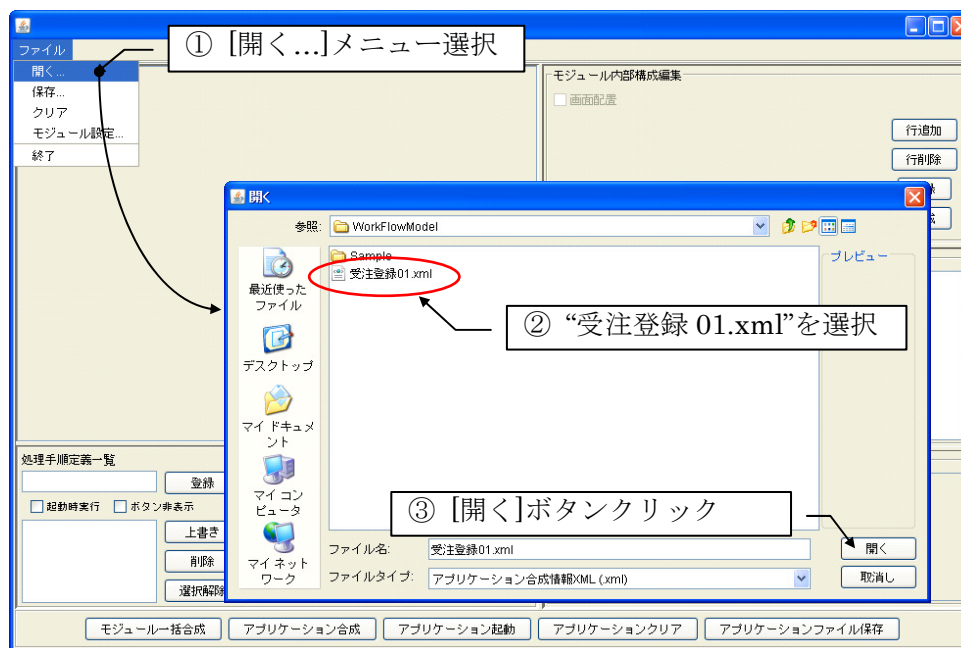 ファイル
① [開く...]メニュー選択
開く...
保存...
クリア
モジュール設定...
終了
モジュール内部構成編集
画面配置
行追加
行削除
開く
参照:
WorkFlowModel
Sample
受注登録01.xml
プレビュー
最近使った
ファイル
デスクトップ
マイ ドキュメ
ント
マイ コン
ピュータ
マイ ネット
ワーク
② “受注登録 01.xml”を選択
③ [開く]ボタンクリック
ファイル名:
受注登録01.xml
開く
ファイルタイプ:
アプリケーション合成情報XML (.xml)
取消し
処理手順定義一覧
登録
起動時実行
ボタン非表示
上書き
削除
選択解除
モジュール一括合成
アプリケーション合成
アプリケーション起動
アプリケーションクリア
アプリケーションファイル保存